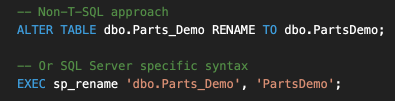 -- Non-T-SQL approach
ALTER TABLE dbo.Parts_Demo RENAME TO dbo.PartsDemo;
-- Or SQL Server specific syntax
EXEC sp_rename 'dbo.Parts_Demo', 'PartsDemo';